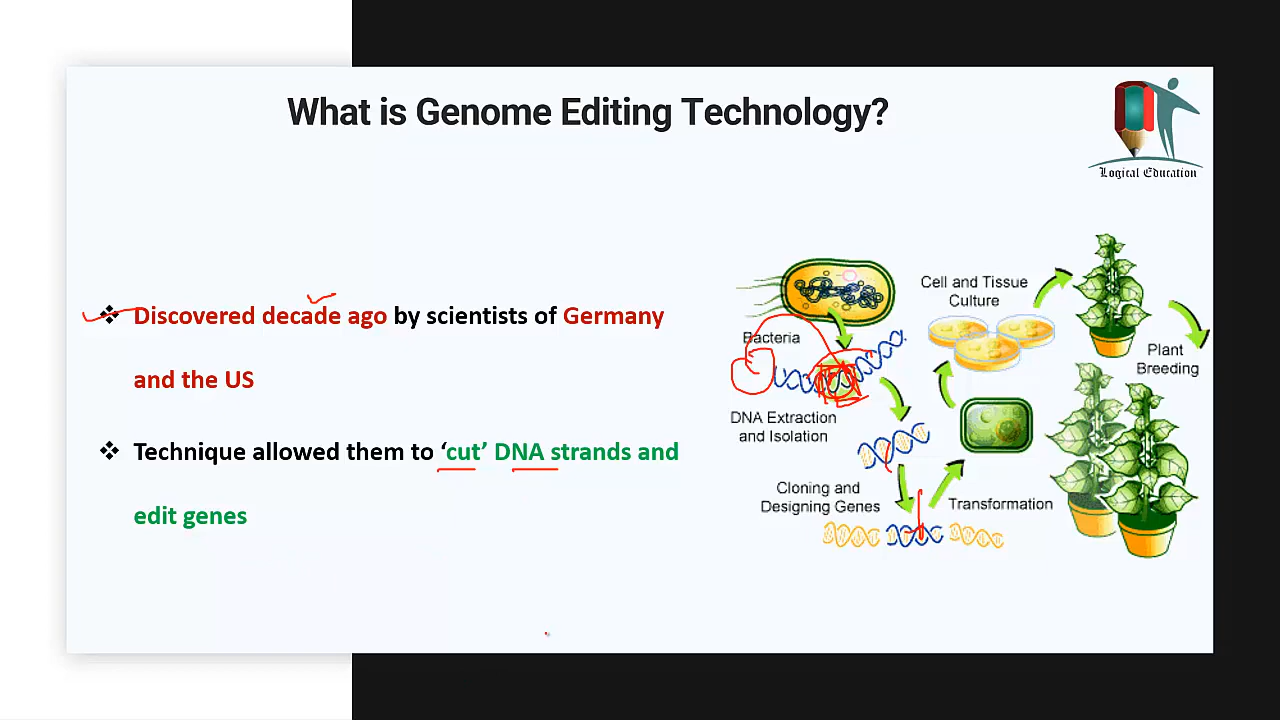 What is Genome Editing Technology?
Logical Education
❖ Discovered decade ago by scientists of Germany
and the US
❖ Technique allowed them to ‘cut’ DNA strands and
edit genes
Bacteria
DNA Extraction
and Isolation
Cloning and
Designing Genes
Transformation
Cell and Tissue
Culture
Plant
Breeding